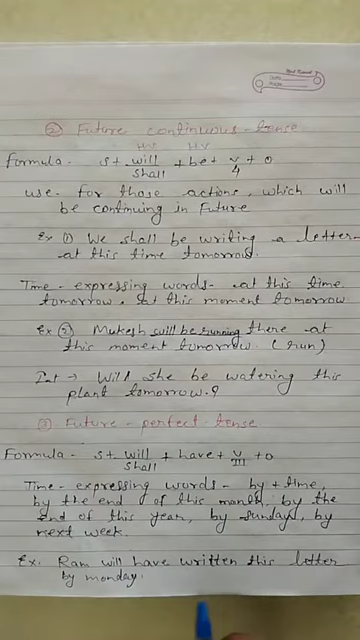 ② Future continuous-tense
H.V H.V
Formula - S + will/shall + be + V4 + O
use - for those actions, which will
be continuing in Future
Ex ① We shall be writing a letter
at this time tomorrow.
Time - expressing words - at this time
tomorrow, at this moment tomorrow
Ex ② Mukesh will be running there at
this moment tomorrow. (run)
Int → Will she be watering this
plant tomorrow.?
③ Future - perfect tense
Formula - S + will/shall + have + VIII + O
Time - expressing words - by + time,
by the end of this month, by the
end of this year, by sunday, by
next week.
Ex. Ram will have written this letter
by monday.